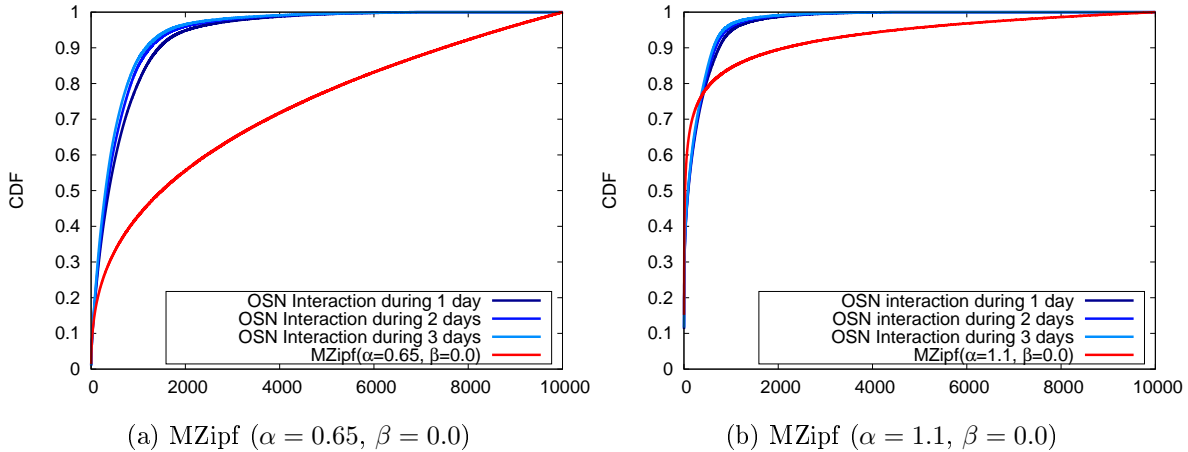 1
0.9
0.8
0.7
0.6
0.5
0.4
0.3
0.2
0.1
0
CDF
OSN Interaction during 1 day
OSN Interaction during 2 days
OSN Interaction during 3 days
MZipf(α=0.65, β=0.0)
0 2000 4000 6000 8000 10000
(a) MZipf (α = 0.65, β = 0.0)
1
0.9
0.8
0.7
0.6
0.5
0.4
0.3
0.2
0.1
0
CDF
OSN interaction during 1 day
OSN interaction during 2 days
OSN Interaction during 3 days
MZipf(α=1.1, β=0.0)
0 2000 4000 6000 8000 10000
(b) MZipf (α = 1.1, β = 0.0)